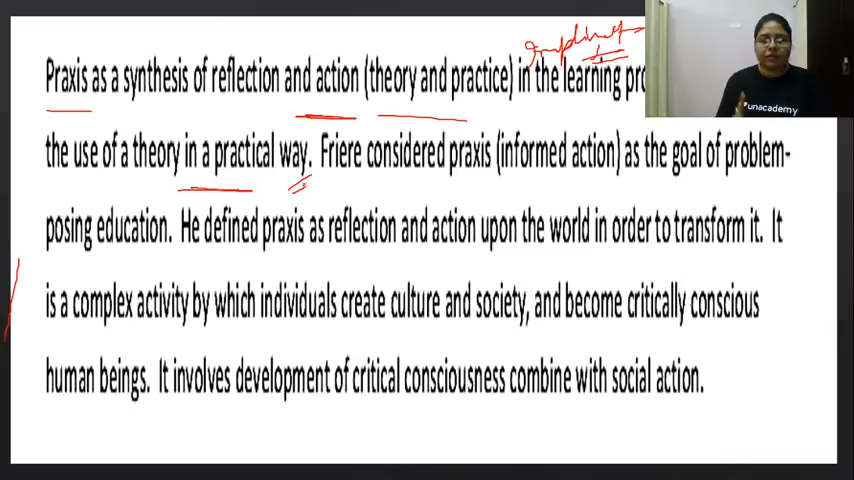 Praxis as a synthesis of reflection and action (theory and practice) in the learning
the use of a theory in a practical way. Friere considered praxis (informed action) as the goal of problem-
posing education. He defined praxis as reflection and action upon the world in order to transform it. It
is a complex activity by which individuals create culture and society, and become critically conscious
human beings. It involves development of critical consciousness combine with social action.
unacademy